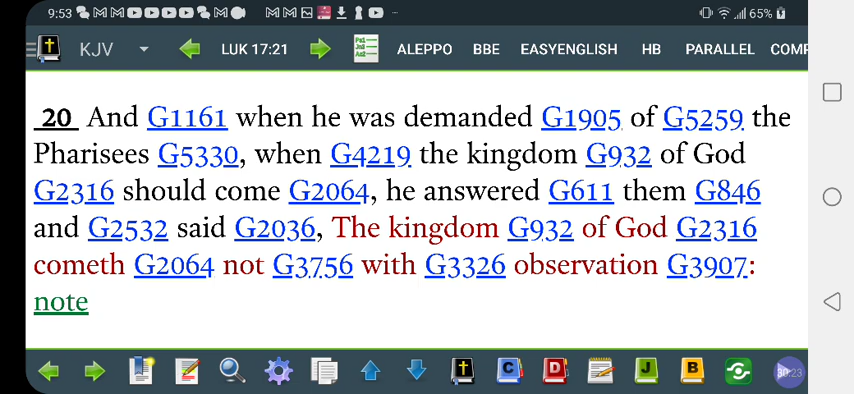 9:53 65%
KJV LUK 17:21 ALEPPO BBE EASYENGLISH HB PARALLEL COMP
20 And G1161 when he was demanded G1905 of G5259 the
Pharisees G5330, when G4219 the kingdom G932 of God
G2316 should come G2064, he answered G611 them G846
and G2532 said G2036, The kingdom G932 of God G2316
cometh G2064 not G3756 with G3326 observation G3907:
note
C D J B 30:23